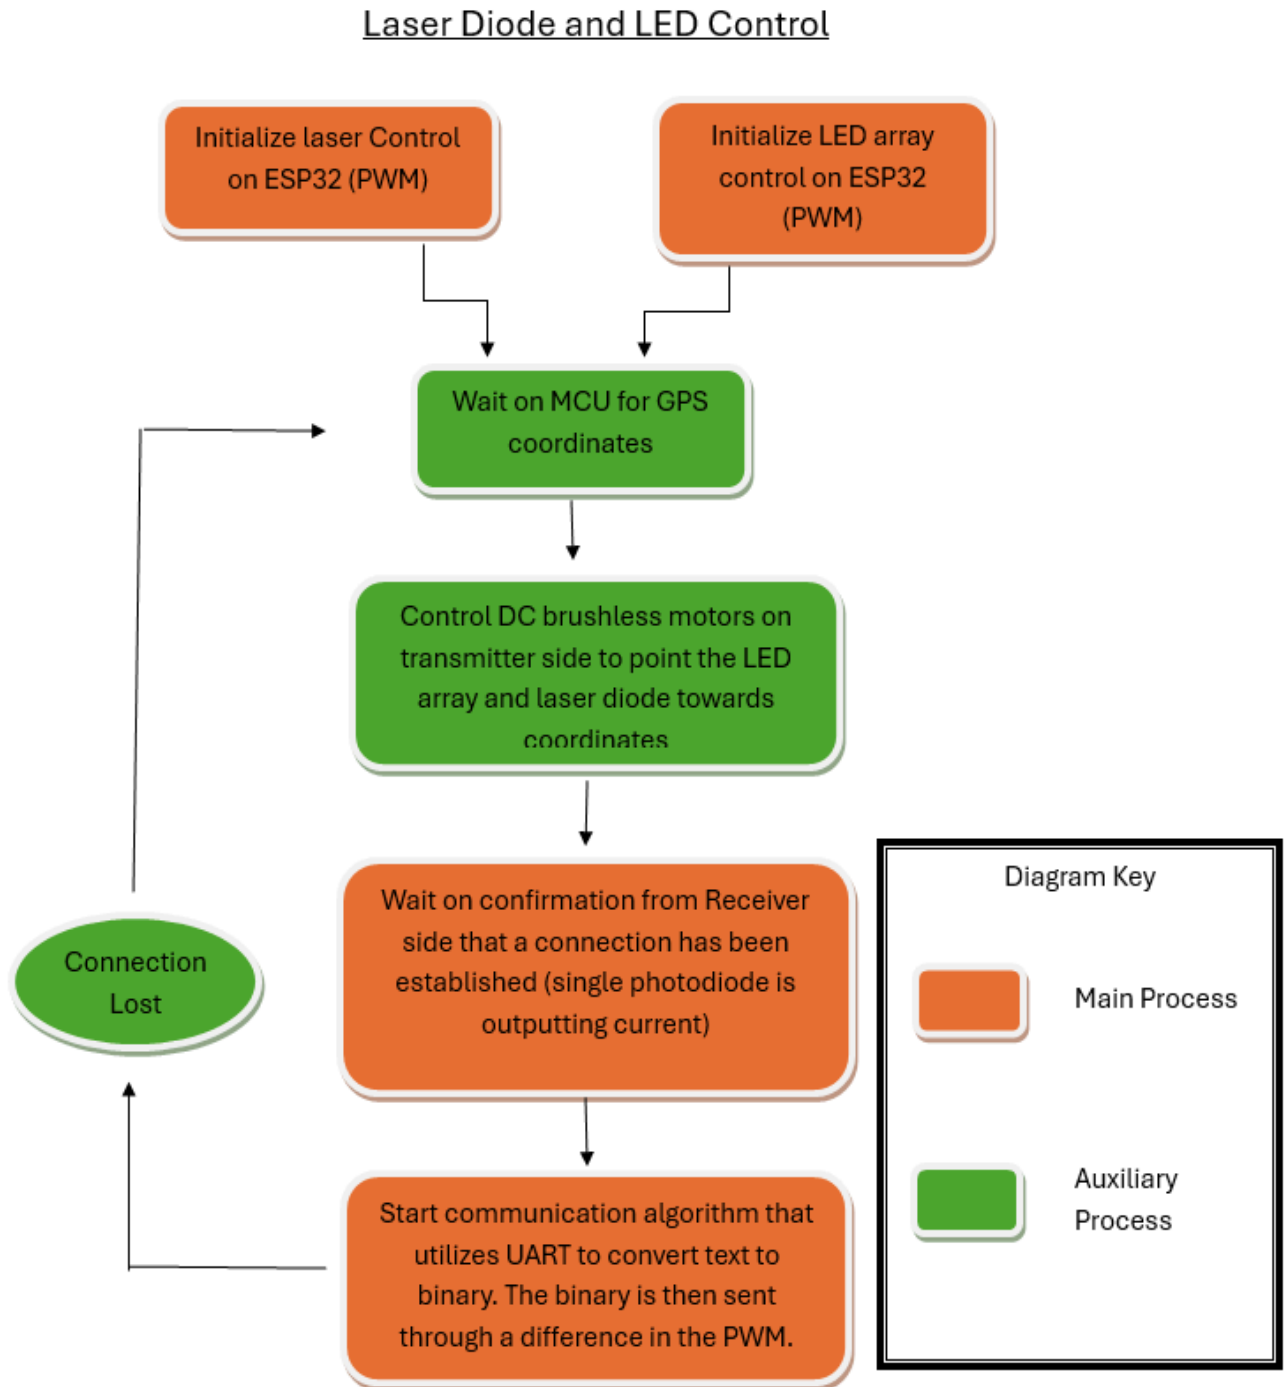 Laser Diode and LED Control
Initialize laser Control
on ESP32 (PWM)
Initialize LED array
control on ESP32
(PWM)
Wait on MCU for GPS
coordinates
Control DC brushless motors on
transmitter side to point the LED
array and laser diode towards
coordinates
Wait on confirmation from Receiver
side that a connection has been
established (single photodiode is
outputting current)
Connection
Lost
Start communication algorithm that
utilizes UART to convert text to
binary. The binary is then sent
through a difference in the PWM.
Diagram Key
Main Process
Auxiliary
Process